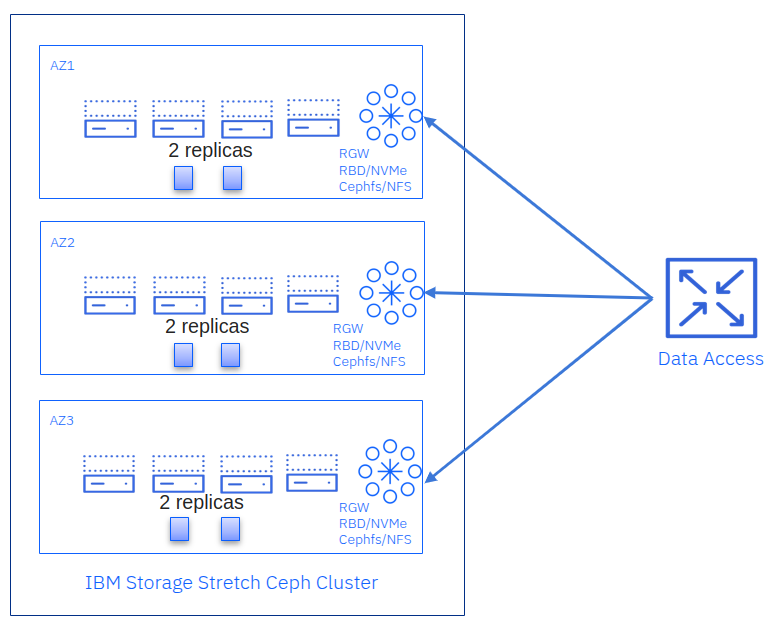 AZ1
2 replicas
RGW
RBD/NVMe
Cephfs/NFS
AZ2
2 replicas
RGW
RBD/NVMe
Cephfs/NFS
Data Access
AZ3
2 replicas
RGW
RBD/NVMe
Cephfs/NFS
IBM Storage Stretch Ceph Cluster